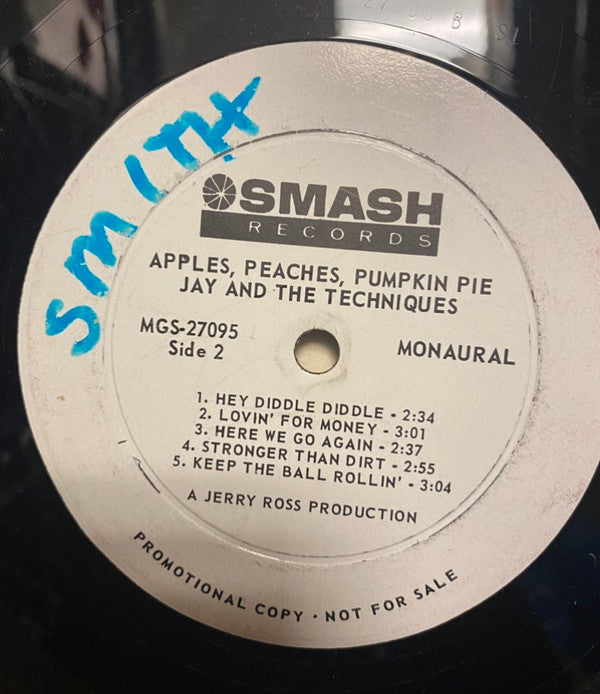 SMITH
SMASH
RECORDS
APPLES, PEACHES, PUMPKIN PIE
JAY AND THE TECHNIQUES
MGS-27095
Side 2
MONAURAL
1. HEY DIDDLE DIDDLE - 2:34
2. LOVIN' FOR MONEY - 3:01
3. HERE WE GO AGAIN - 2:37
4. STRONGER THAN DIRT - 2:55
5. KEEP THE BALL ROLLIN' - 3:04
A JERRY ROSS PRODUCTION
PROMOTIONAL COPY · NOT FOR SALE